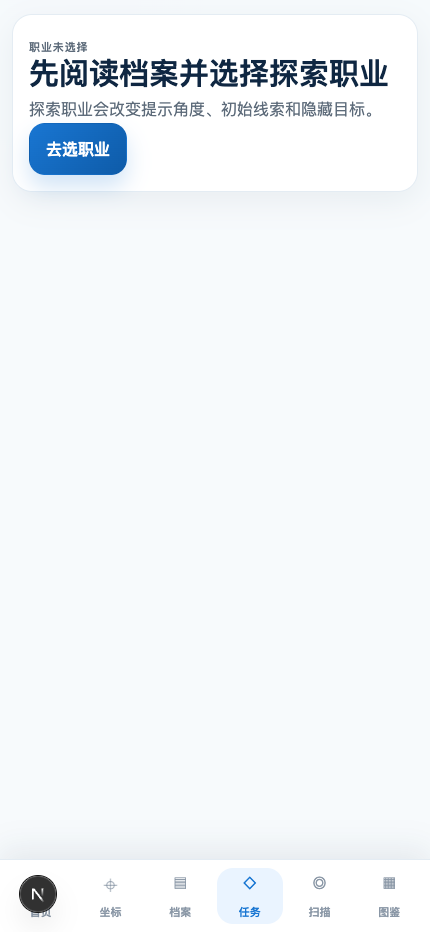 职业未选择
先阅读档案并选择探索职业
探索职业会改变提示角度、初始线索和隐藏目标。
去选职业
N
首页
坐标
档案
任务
扫描
图鉴